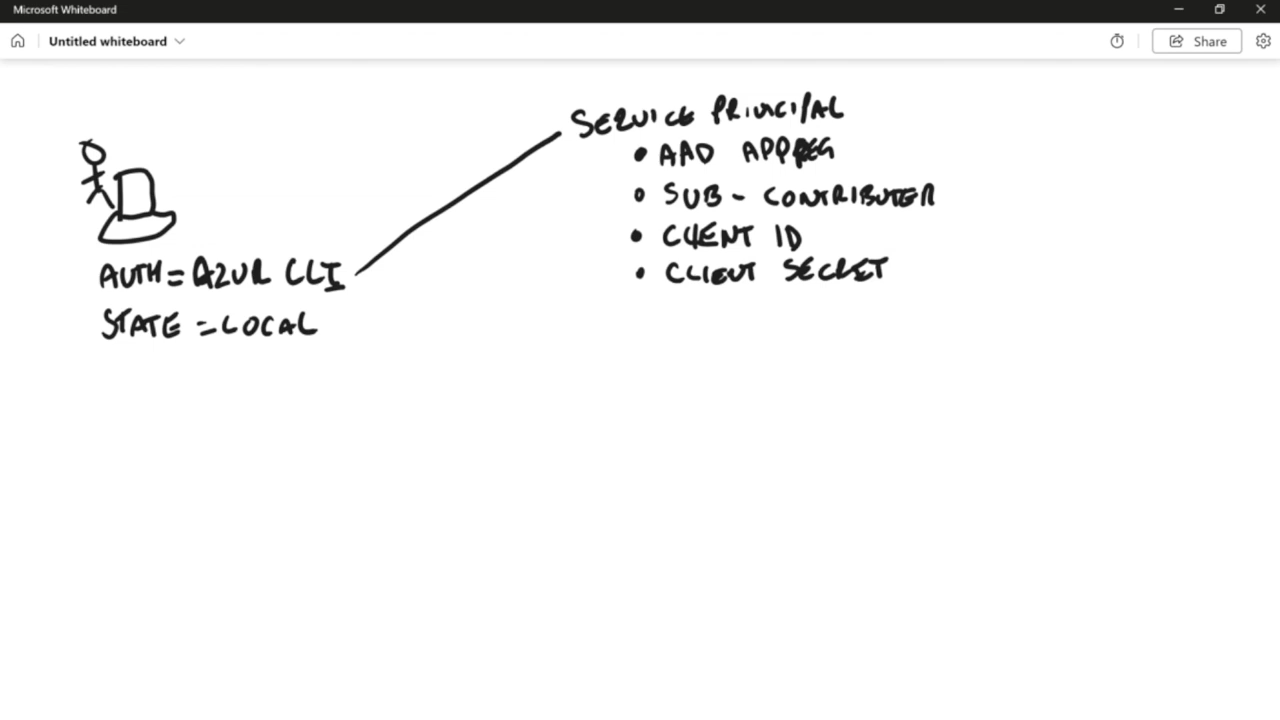 Microsoft Whiteboard
Untitled whiteboard
Share
SERVICE PRINCIPAL
• AAD APPREG
• SUB - CONTRIBUTER
• CLIENT ID
• CLIENT SECRET
AUTH = AZUR CLI
STATE = LOCAL